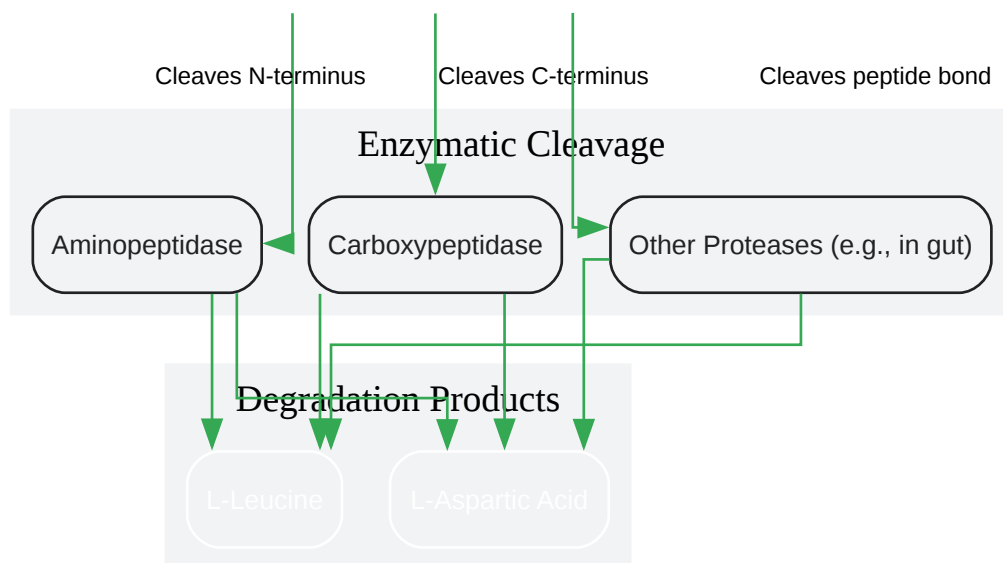 Cleaves N-terminus
Cleaves C-terminus
Cleaves peptide bond
Enzymatic Cleavage
Aminopeptidase
Carboxypeptidase
Other Proteases (e.g., in gut)
Degradation Products
L-Leucine
L-Aspartic Acid